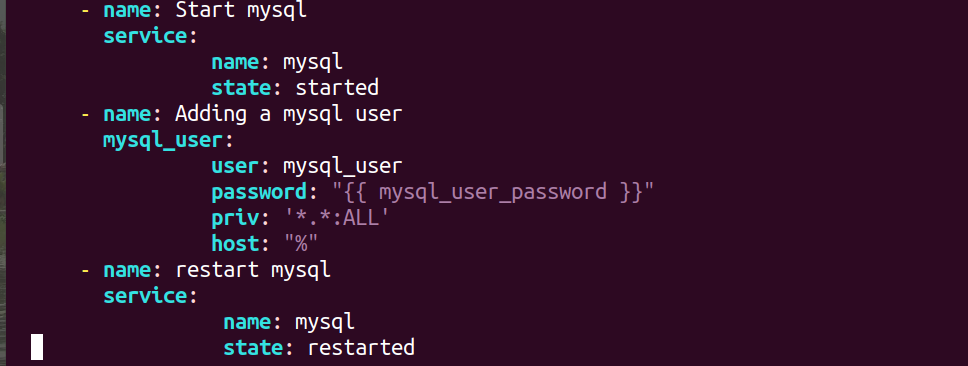 - name: Start mysql
service:
name: mysql
state: started
- name: Adding a mysql user
mysql_user:
user: mysql_user
password: "{{ mysql_user_password }}"
priv: '*.*:ALL'
host: "%"
- name: restart mysql
service:
name: mysql
state: restarted